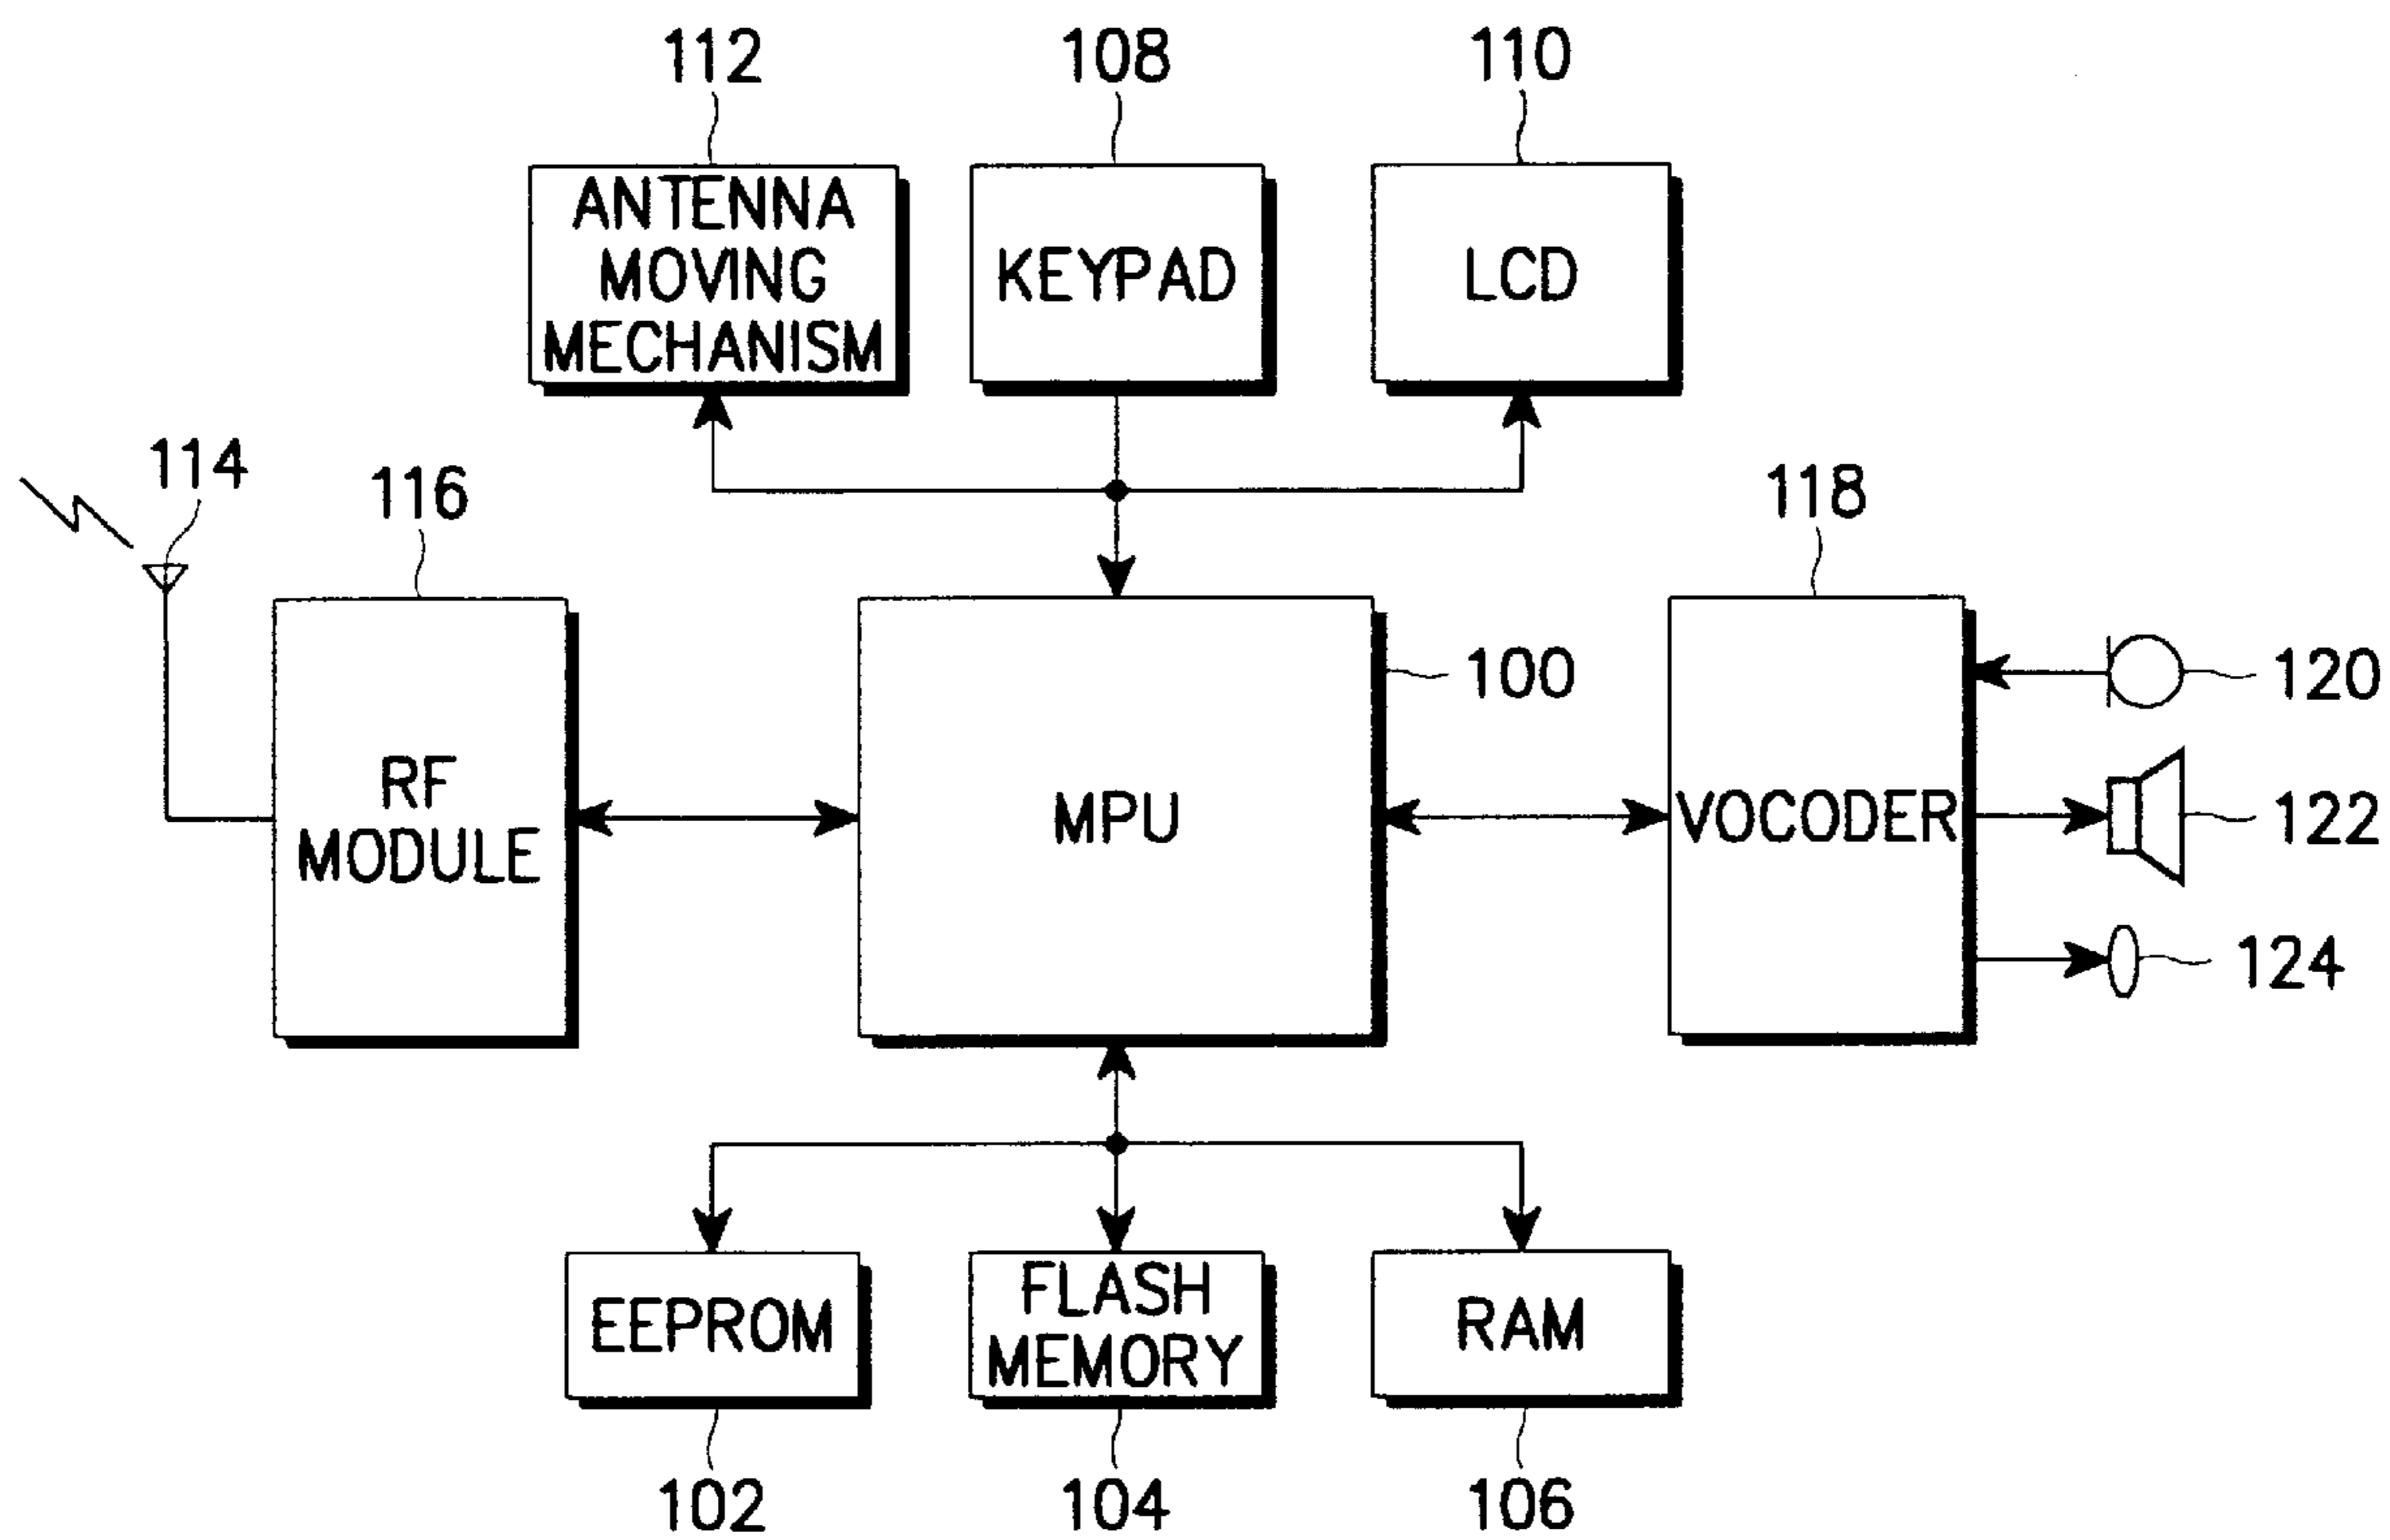 112
108
110
ANTENNA
MOVING
MECHANISM
KEYPAD
LCD
114
116
118
RF
MODULE
MPU
100
VOCODER
120
122
124
EEPROM
FLASH
MEMORY
RAM
102
104
106